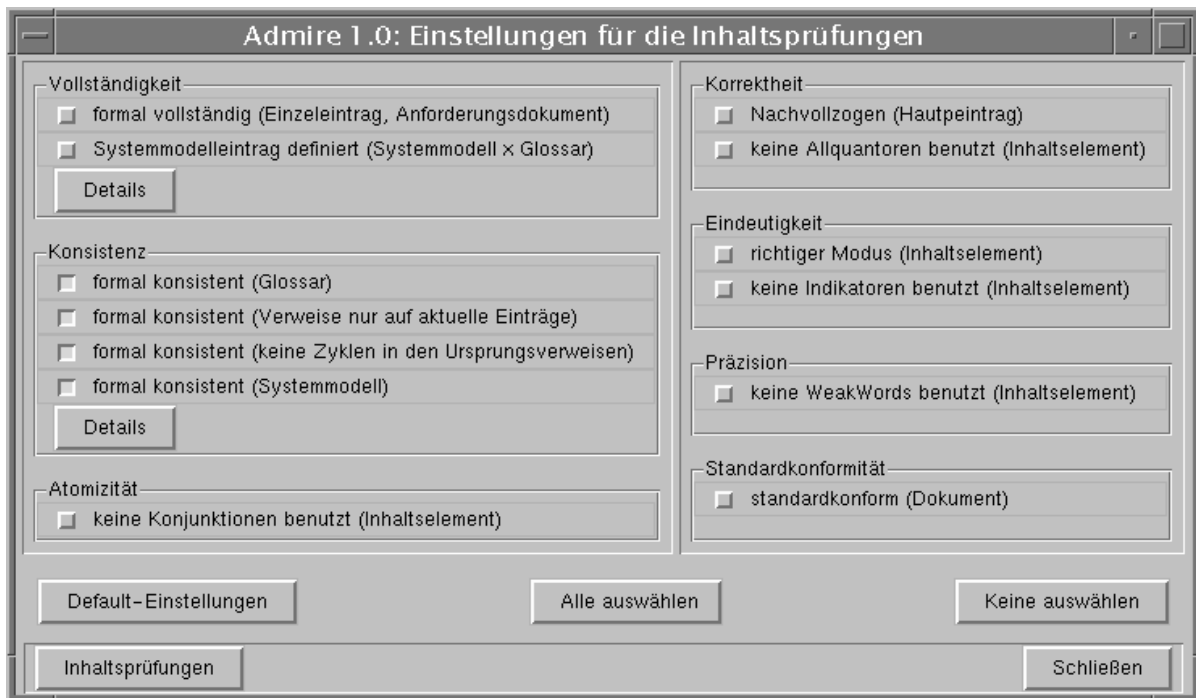 Admire 1.0: Einstellungen für die Inhaltsprüfungen
Vollständigkeit
formal vollständig (Einzeleintrag, Anforderungsdokument)
Systemmodelleintrag definiert (Systemmodell x Glossar)
Details
Konsistenz
formal konsistent (Glossar)
formal konsistent (Verweise nur auf aktuelle Einträge)
formal konsistent (keine Zyklen in den Ursprungsverweisen)
formal konsistent (Systemmodell)
Details
Atomizität
keine Konjunktionen benutzt (Inhaltselement)
Korrektheit
Nachvollzogen (Hautpeintrag)
keine Allquantoren benutzt (Inhaltselement)
Eindeutigkeit
richtiger Modus (Inhaltselement)
keine Indikatoren benutzt (Inhaltselement)
Präzision
keine WeakWords benutzt (Inhaltselement)
Standardkonformität
standardkonform (Dokument)
Default-Einstellungen
Alle auswählen
Keine auswählen
Inhaltsprüfungen
Schließen